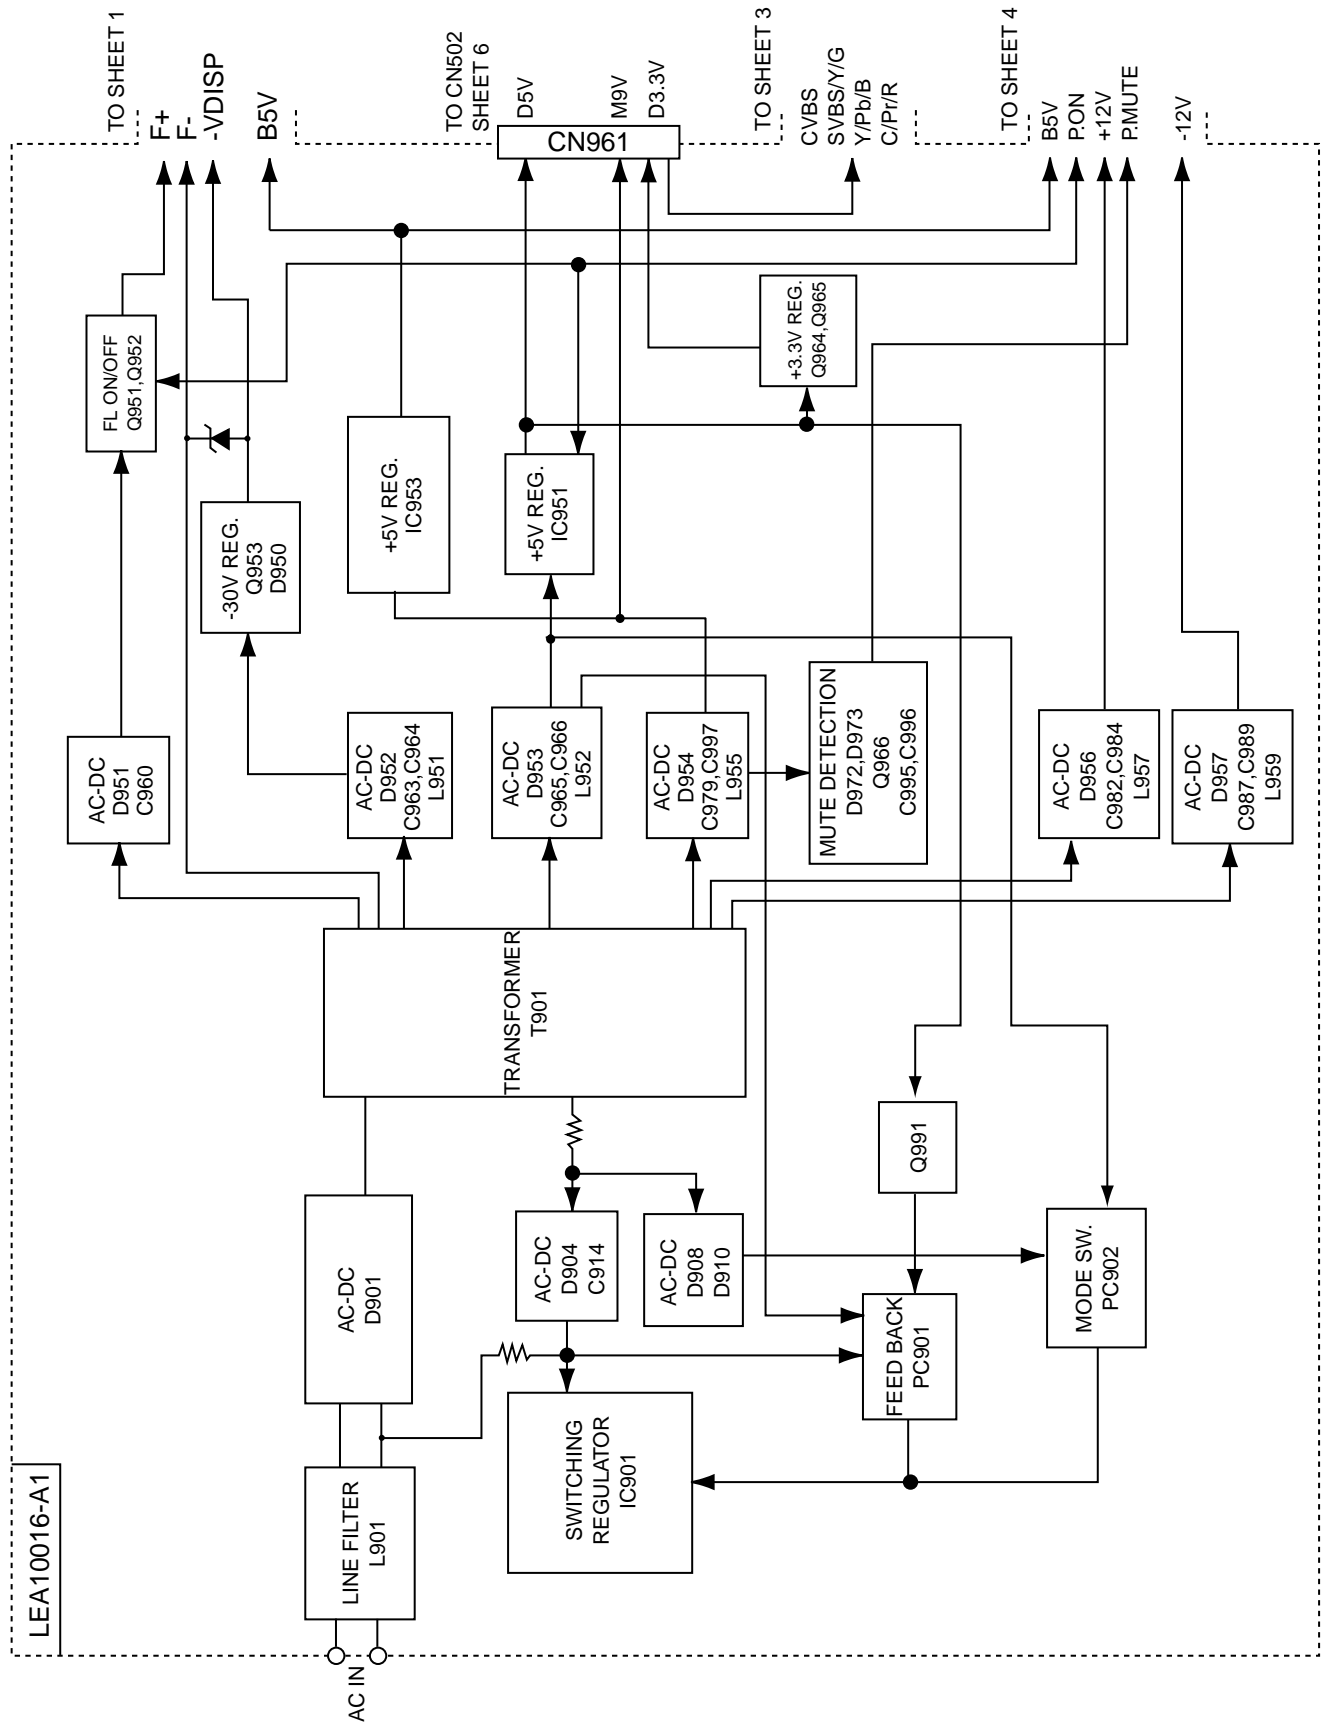 LEA10016-A1
AC IN
LINE FILTER
L901
AC-DC
D901
SWITCHING
REGULATOR
IC901
AC-DC
D904
C914
AC-DC
D908
D910
FEED BACK
PC901
MODE SW.
PC902
Q991
TRANSFORMER
T901
AC-DC
D951
C960
AC-DC
D952
C963,C964
L951
AC-DC
D953
C965,C966
L952
AC-DC
D954
C979,C997
L955
MUTE DETECTION
D972,D973
Q966
C995,C996
AC-DC
D956
C982,C984
L957
AC-DC
D957
C987,C989
L959
FL ON/OFF
Q951,Q952
-30V REG.
Q953
D950
+5V REG.
IC953
+5V REG.
IC951
+3.3V REG.
Q964,Q965
TO SHEET 1
F+
F-
-VDISP
B5V
TO CN502
SHEET 6
D5V
CN961
M9V
D3.3V
TO SHEET 3
CVBS
SVBS/Y/G
Y/Pb/B
C/Pr/R
TO SHEET 4
B5V
P.ON
+12V
P.MUTE
-12V